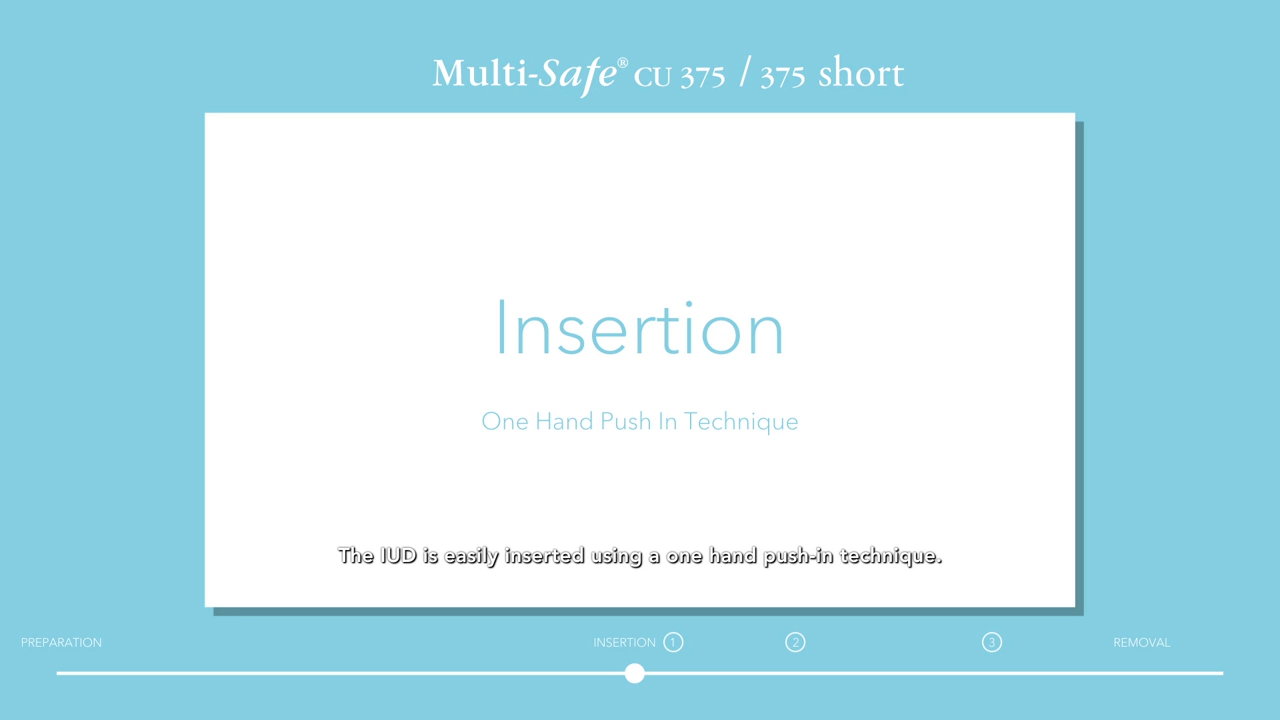 Multi-Safe® CU 375 / 375 short
Insertion
One Hand Push In Technique
The IUD is easily inserted using a one hand push-in technique.
PREPARATION INSERTION 1 2 3 REMOVAL